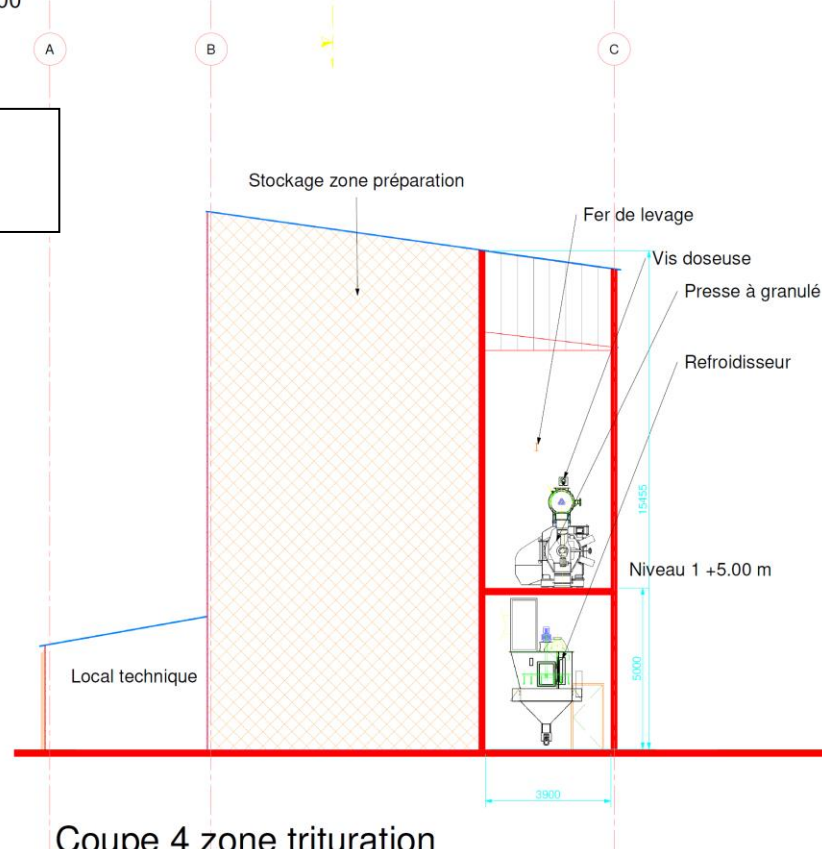 00
A
B
C
Stockage zone préparation
Fer de levage
Vis doseuse
Presse à granulé
Refroidisseur
15455
Niveau 1 +5.00 m
5000
Local technique
3900
Coupe 4 zone trituration